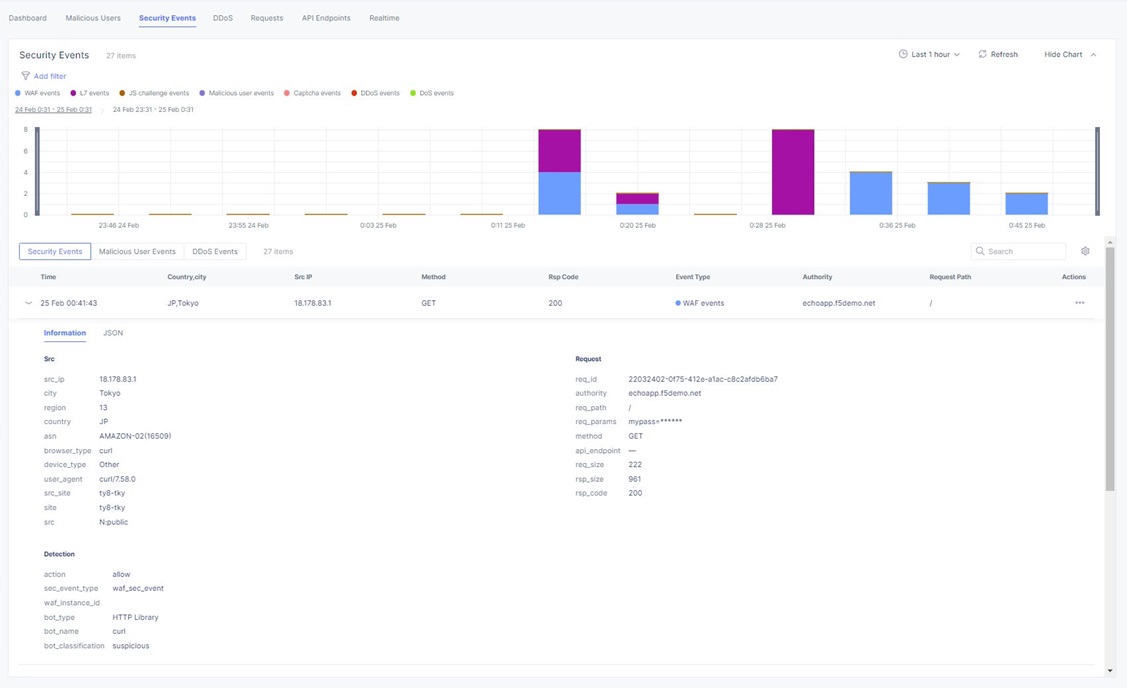 Dashboard Malicious Users Security Events DDoS Requests API Endpoints Realtime
Security Events 27 items Last 1 hour Refresh Hide Chart
Add filter
WAF events L7 events JS challenge events Malicious user events Captcha events DDoS events DoS events
24 Feb 0:31 - 25 Feb 0:31 24 Feb 23:31 - 25 Feb 0:31
8
6
4
2
0
23:46 24 Feb 23:55 24 Feb 0:03 25 Feb 0:11 25 Feb 0:20 25 Feb 0:28 25 Feb 0:36 25 Feb 0:45 25 Feb
Security Events Malicious User Events DDoS Events 27 items Search
Time Country,city Src IP Method Rsp Code Event Type Authority Request Path Actions
25 Feb 00:41:43 JP,Tokyo 18.178.83.1 GET 200 WAF events echoapp.f5demo.net / ···
Information JSON
Src
src_ip 18.178.83.1
city Tokyo
region 13
country JP
asn AMAZON-02(16509)
browser_type curl
device_type Other
user_agent curl/7.58.0
src_site ty8-tky
site ty8-tky
src N:public
Request
req_id 22032402-0f75-412e-a1ac-c8c2afdb6ba7
authority echoapp.f5demo.net
req_path /
req_params mypass=******
method GET
api_endpoint —
req_size 222
rsp_size 961
rsp_code 200
Detection
action allow
sec_event_type waf_sec_event
waf_instance_id
bot_type HTTP Library
bot_name curl
bot_classification suspicious